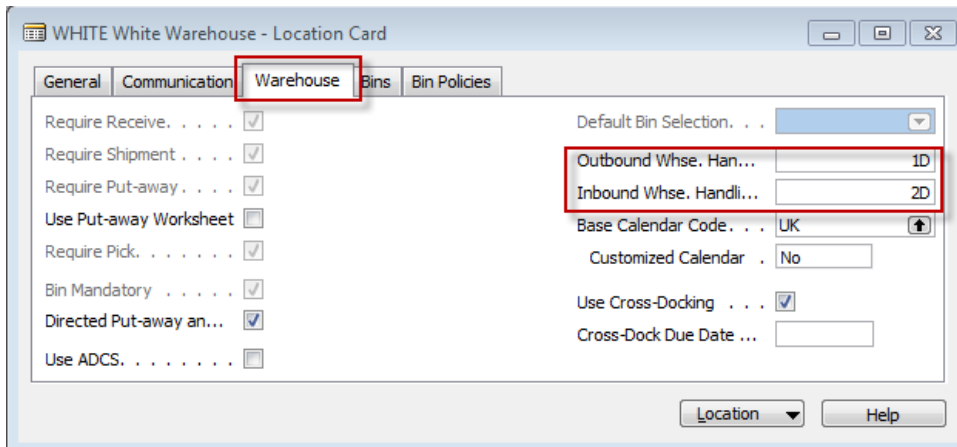 WHITE White Warehouse - Location Card
General Communication Warehouse Bins Bin Policies
Require Receive. . . . . Default Bin Selection. . .
Require Shipment . . . . Outbound Whse. Han... 1D
Require Put-away . . . . Inbound Whse. Handli... 2D
Use Put-away Worksheet Base Calendar Code. . . UK
Require Pick. . . . . . . Customized Calendar . No
Bin Mandatory . . . . . Use Cross-Docking . . .
Directed Put-away an... Cross-Dock Due Date ...
Use ADCS. . . . . . . .
Location Help